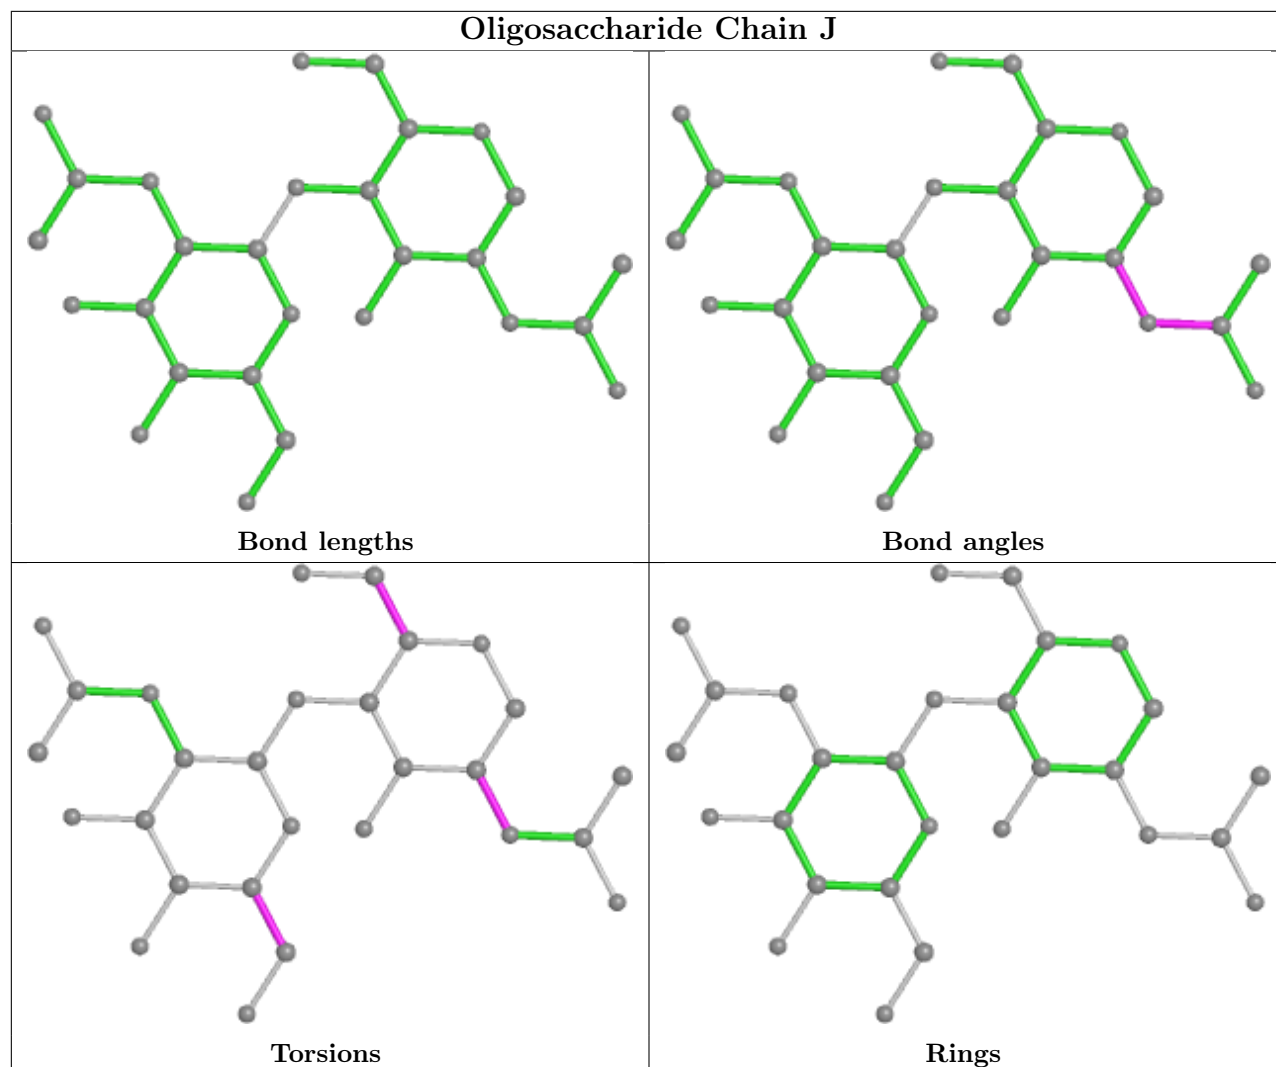 Oligosaccharide Chain J
Bond lengths
Bond angles
Torsions
Rings